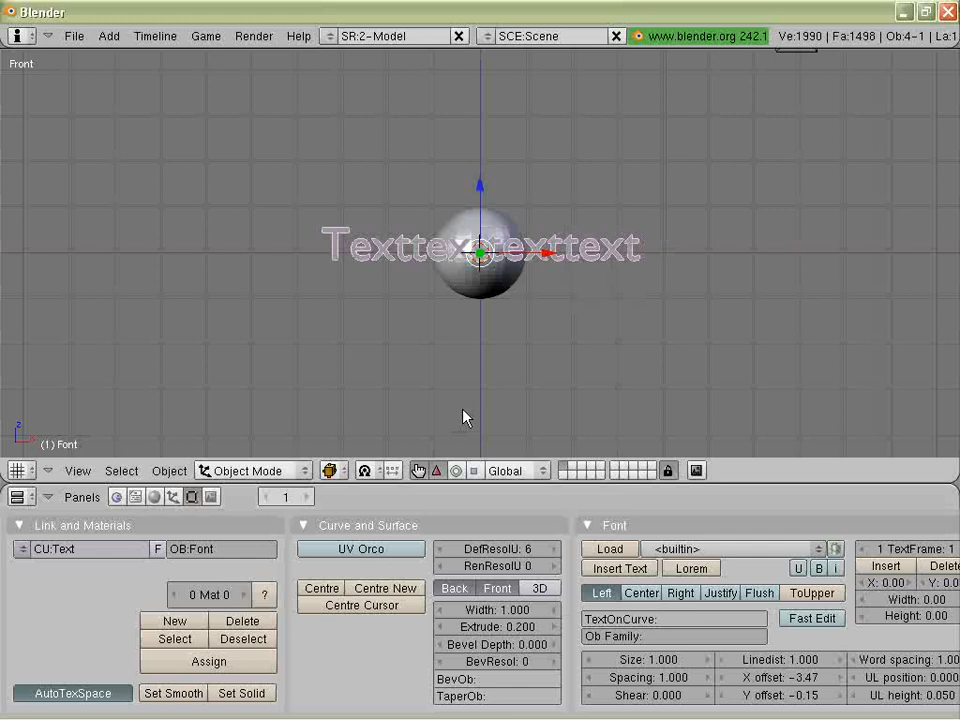 Blender
File Add Timeline Game Render Help SR:2-Model SCE:Scene www.blender.org 242.1 Ve:1990 | Fa:1498 | Ob:4-1 | La:1
Front
Texttexttexttext
z
x
(1) Font
View Select Object Object Mode Global
Panels 1
Link and Materials
CU:Text F OB:Font
0 Mat 0 ?
New Delete
Select Deselect
Assign
AutoTexSpace Set Smooth Set Solid
Curve and Surface
UV Orco
Centre Centre New
Centre Cursor
DefResolU: 6
RenResolU 0
Back Front 3D
Width: 1.000
Extrude: 0.200
Bevel Depth: 0.000
BevResol: 0
BevOb:
TaperOb:
Font
Load <builtin>
Insert Text Lorem U B i
Left Center Right Justify Flush ToUpper
TextOnCurve: Fast Edit
Ob Family:
Size: 1.000 Linedist: 1.000 Word spacing: 1.00
Spacing: 1.000 X offset: -3.47 UL position: 0.000
Shear: 0.000 Y offset: -0.15 UL height: 0.050
1 TextFrame: 1
Insert Delete
X: 0.00 Y: 0.0
Width: 0.00
Height: 0.00